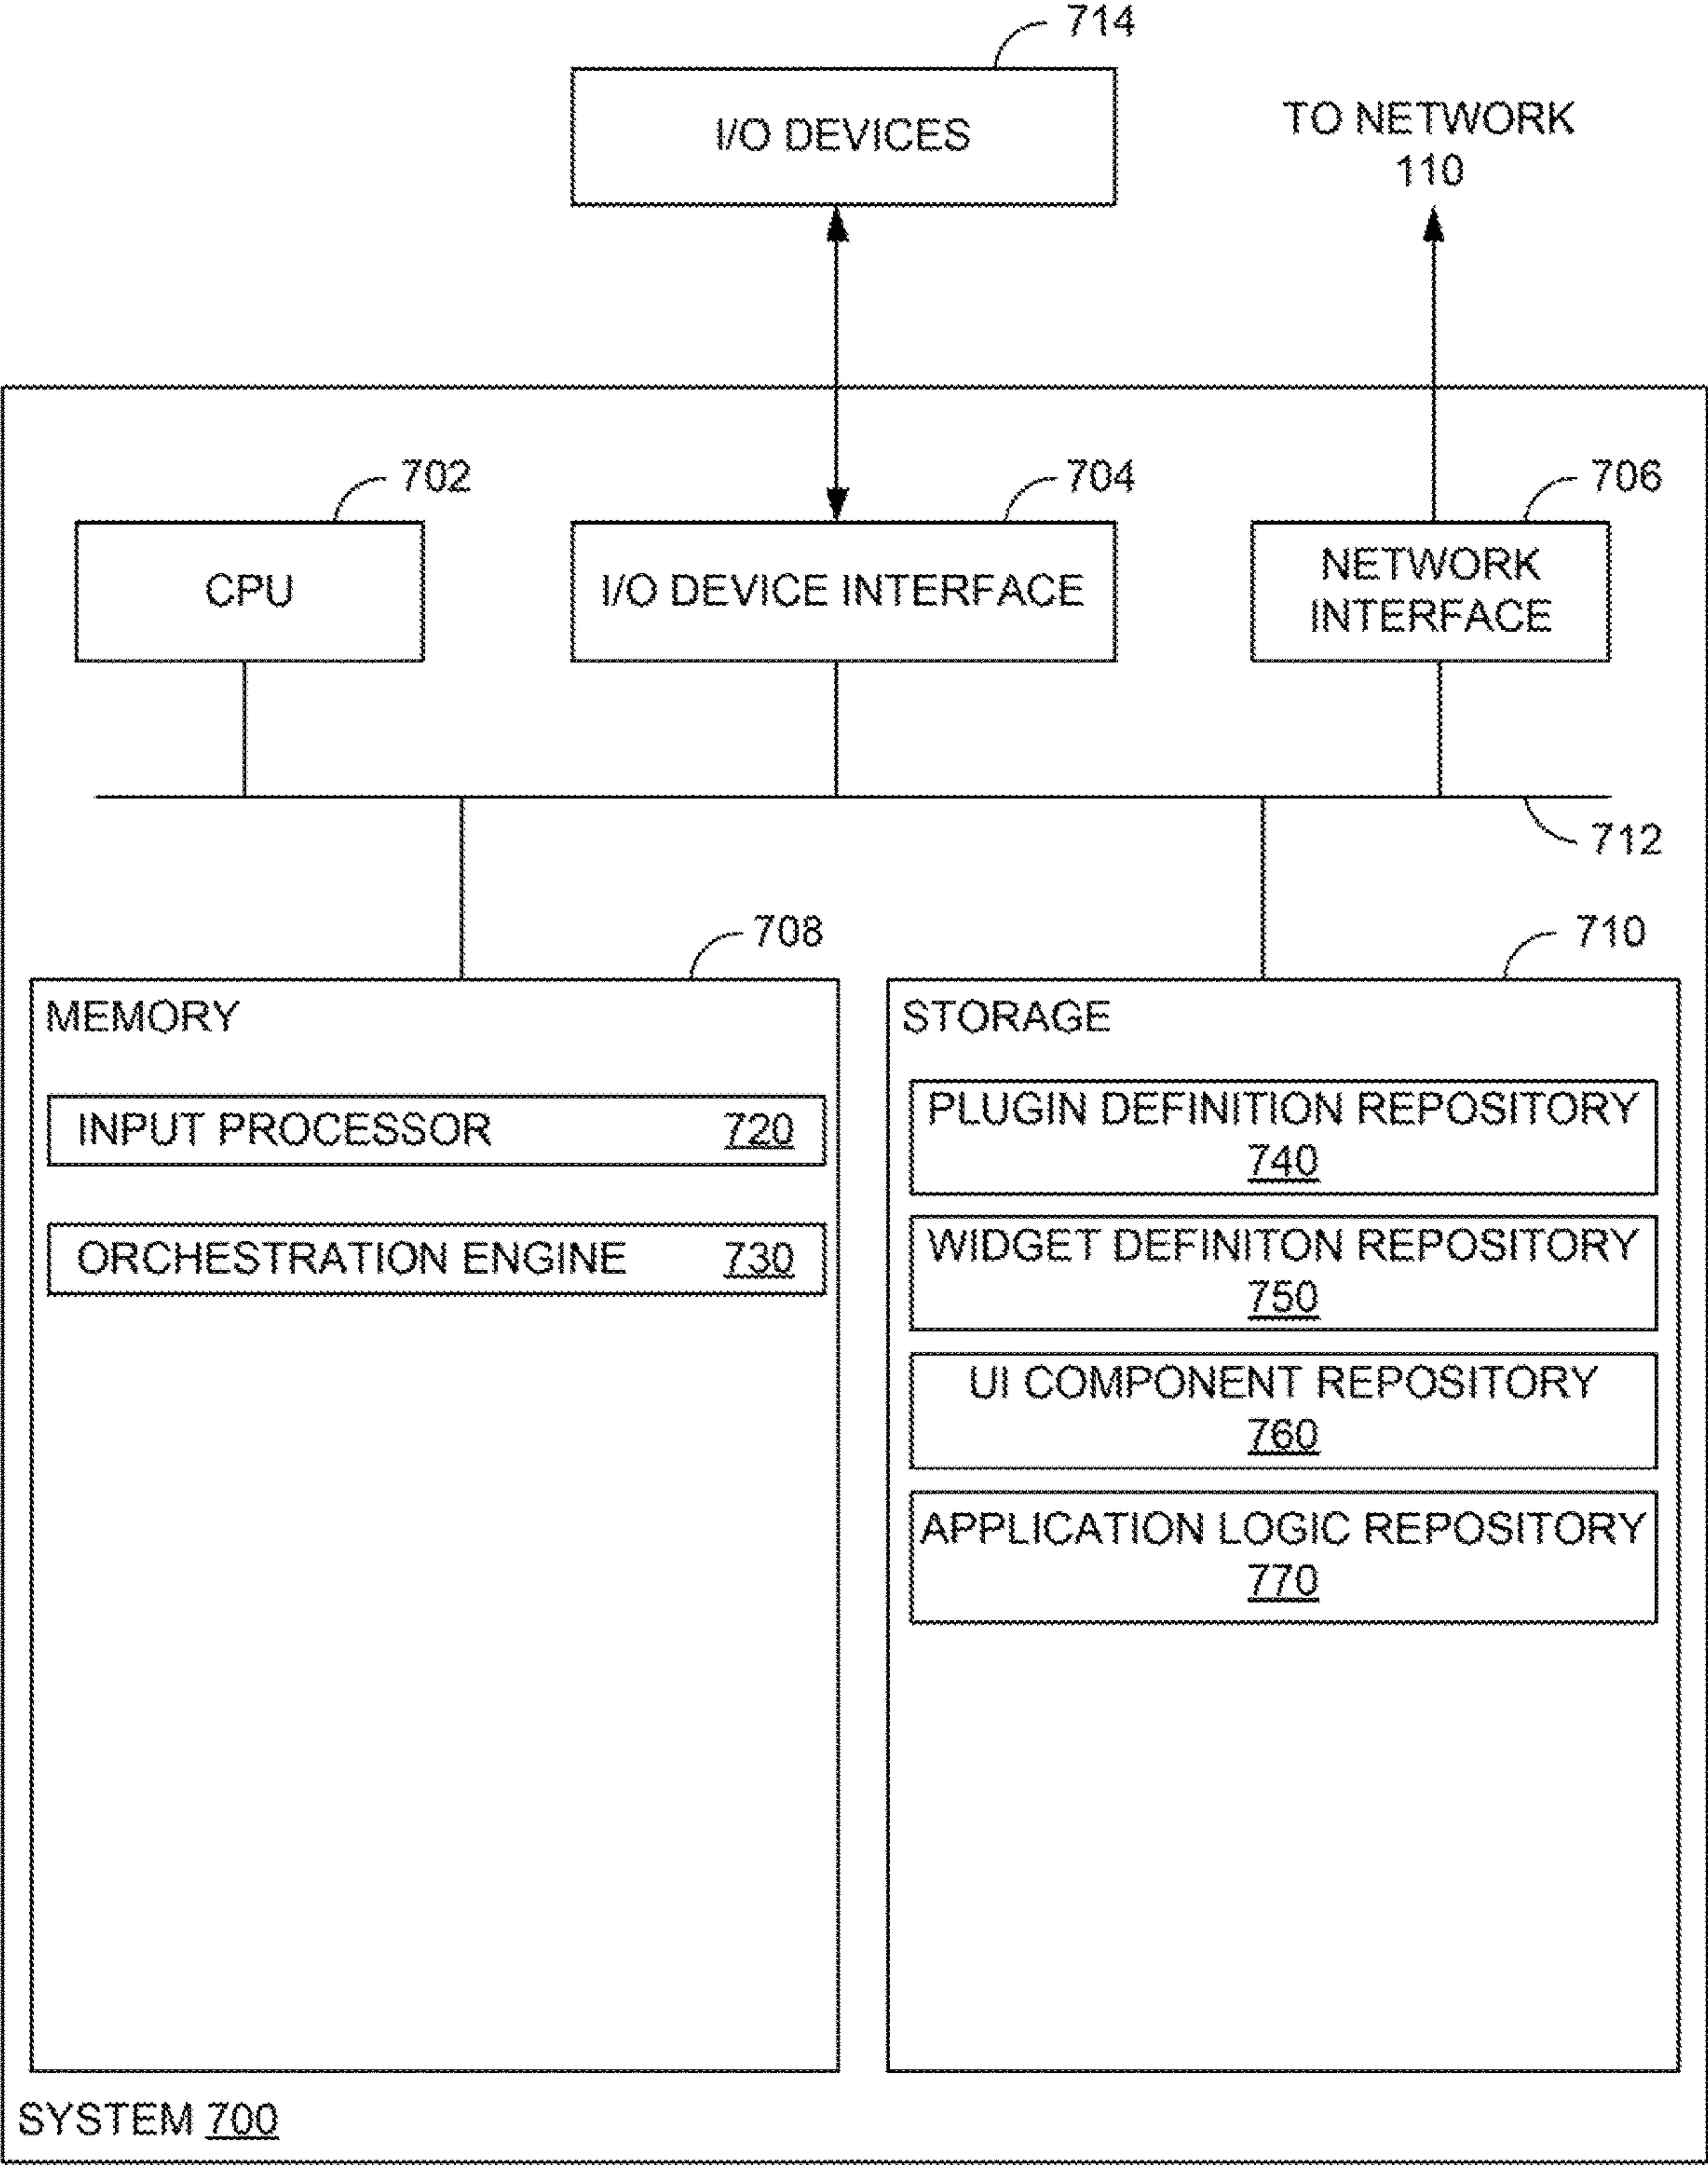 714
I/O DEVICES
TO NETWORK
110
702
704
706
CPU
I/O DEVICE INTERFACE
NETWORK
INTERFACE
712
708
710
MEMORY
INPUT PROCESSOR 720
ORCHESTRATION ENGINE 730
STORAGE
PLUGIN DEFINITION REPOSITORY
740
WIDGET DEFINITON REPOSITORY
750
UI COMPONENT REPOSITORY
760
APPLICATION LOGIC REPOSITORY
770
SYSTEM 700